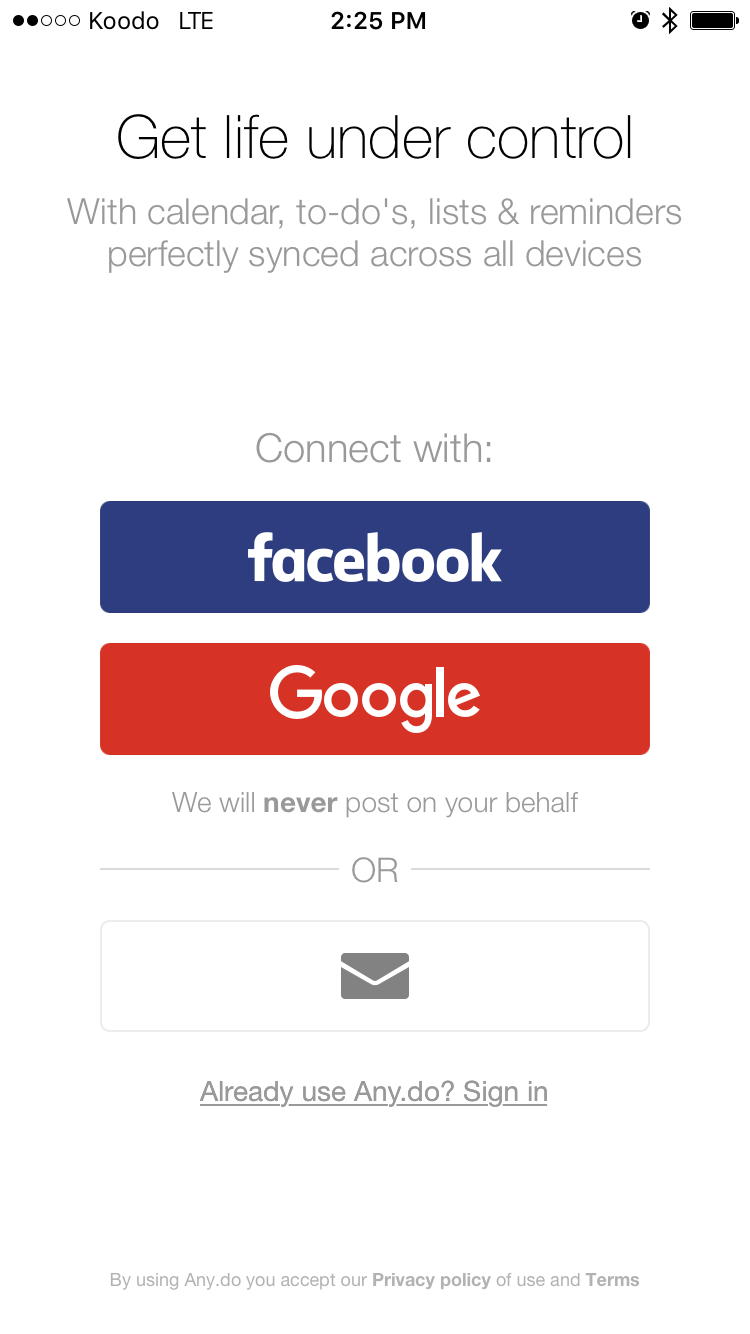 Koodo LTE 2:25 PM
Get life under control
With calendar, to-do's, lists & reminders
perfectly synced across all devices
Connect with:
facebook
Google
We will never post on your behalf
OR
Already use Any.do? Sign in
By using Any.do you accept our Privacy policy of use and Terms